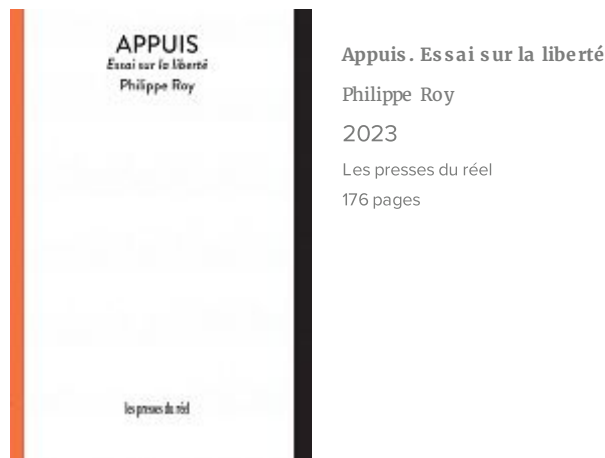 APPUIS
Essai sur la liberté
Philippe Roy
les presses du réel
Appuis. Essai sur la liberté
Philippe Roy
2023
Les presses du réel
176 pages